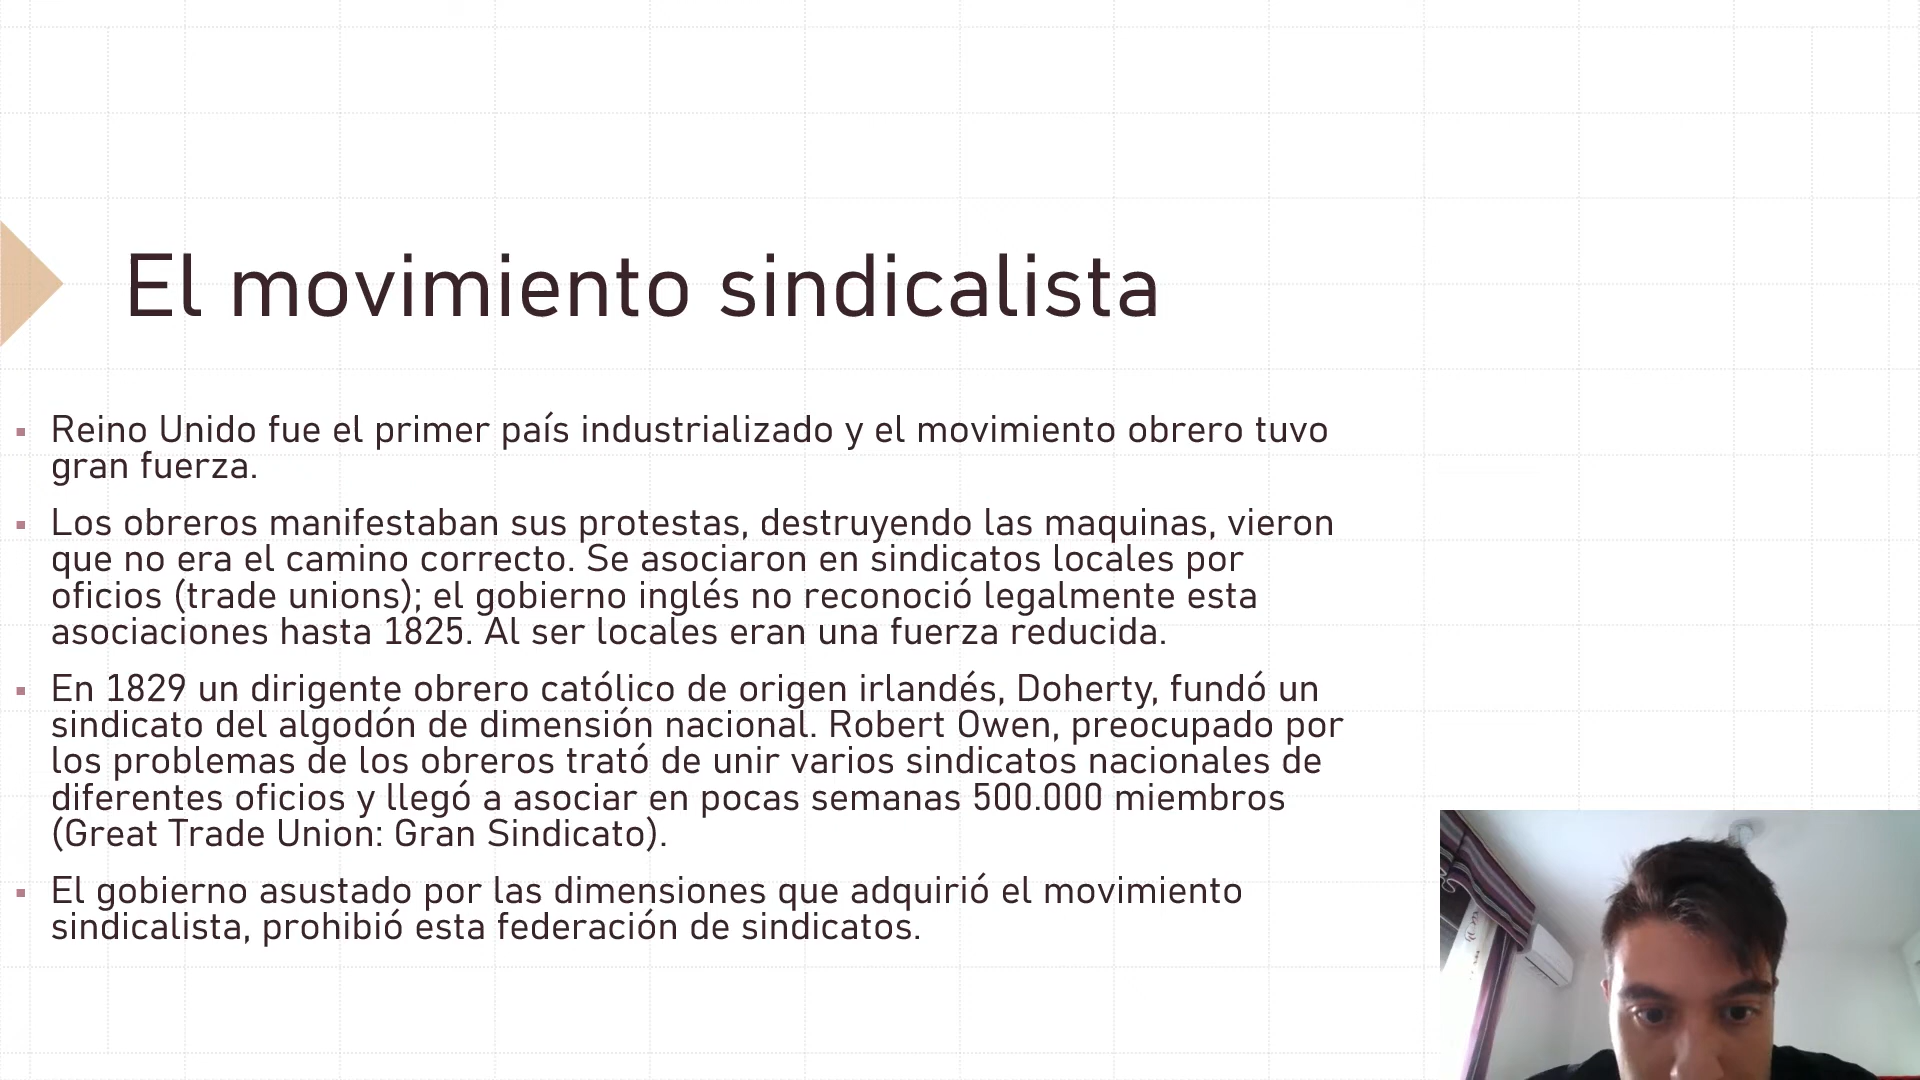 El movimiento sindicalista
Reino Unido fue el primer país industrializado y el movimiento obrero tuvo
gran fuerza.
Los obreros manifestaban sus protestas, destruyendo las maquinas, vieron
que no era el camino correcto. Se asociaron en sindicatos locales por
oficios (trade unions); el gobierno inglés no reconoció legalmente esta
asociaciones hasta 1825. Al ser locales eran una fuerza reducida.
En 1829 un dirigente obrero católico de origen irlandés, Doherty, fundó un
sindicato del algodón de dimensión nacional. Robert Owen, preocupado por
los problemas de los obreros trató de unir varios sindicatos nacionales de
diferentes oficios y llegó a asociar en pocas semanas 500.000 miembros
(Great Trade Union: Gran Sindicato).
El gobierno asustado por las dimensiones que adquirió el movimiento
sindicalista, prohibió esta federación de sindicatos.